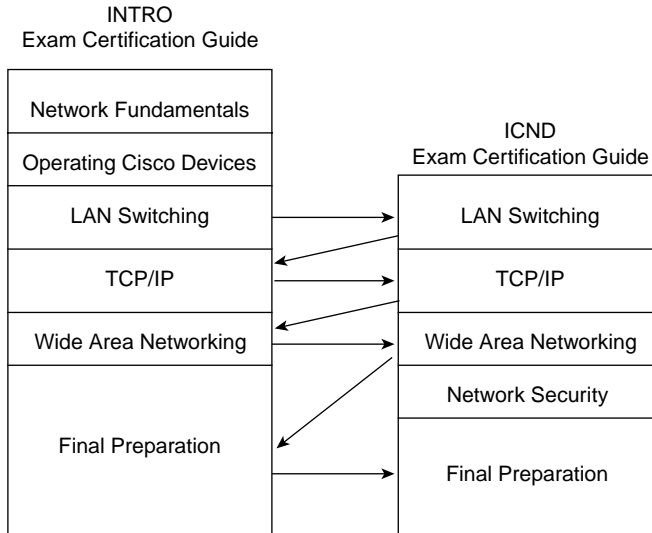 INTRO
Exam Certification Guide
Network Fundamentals
Operating Cisco Devices
LAN Switching
TCP/IP
Wide Area Networking
Final Preparation
ICND
Exam Certification Guide
LAN Switching
TCP/IP
Wide Area Networking
Network Security
Final Preparation